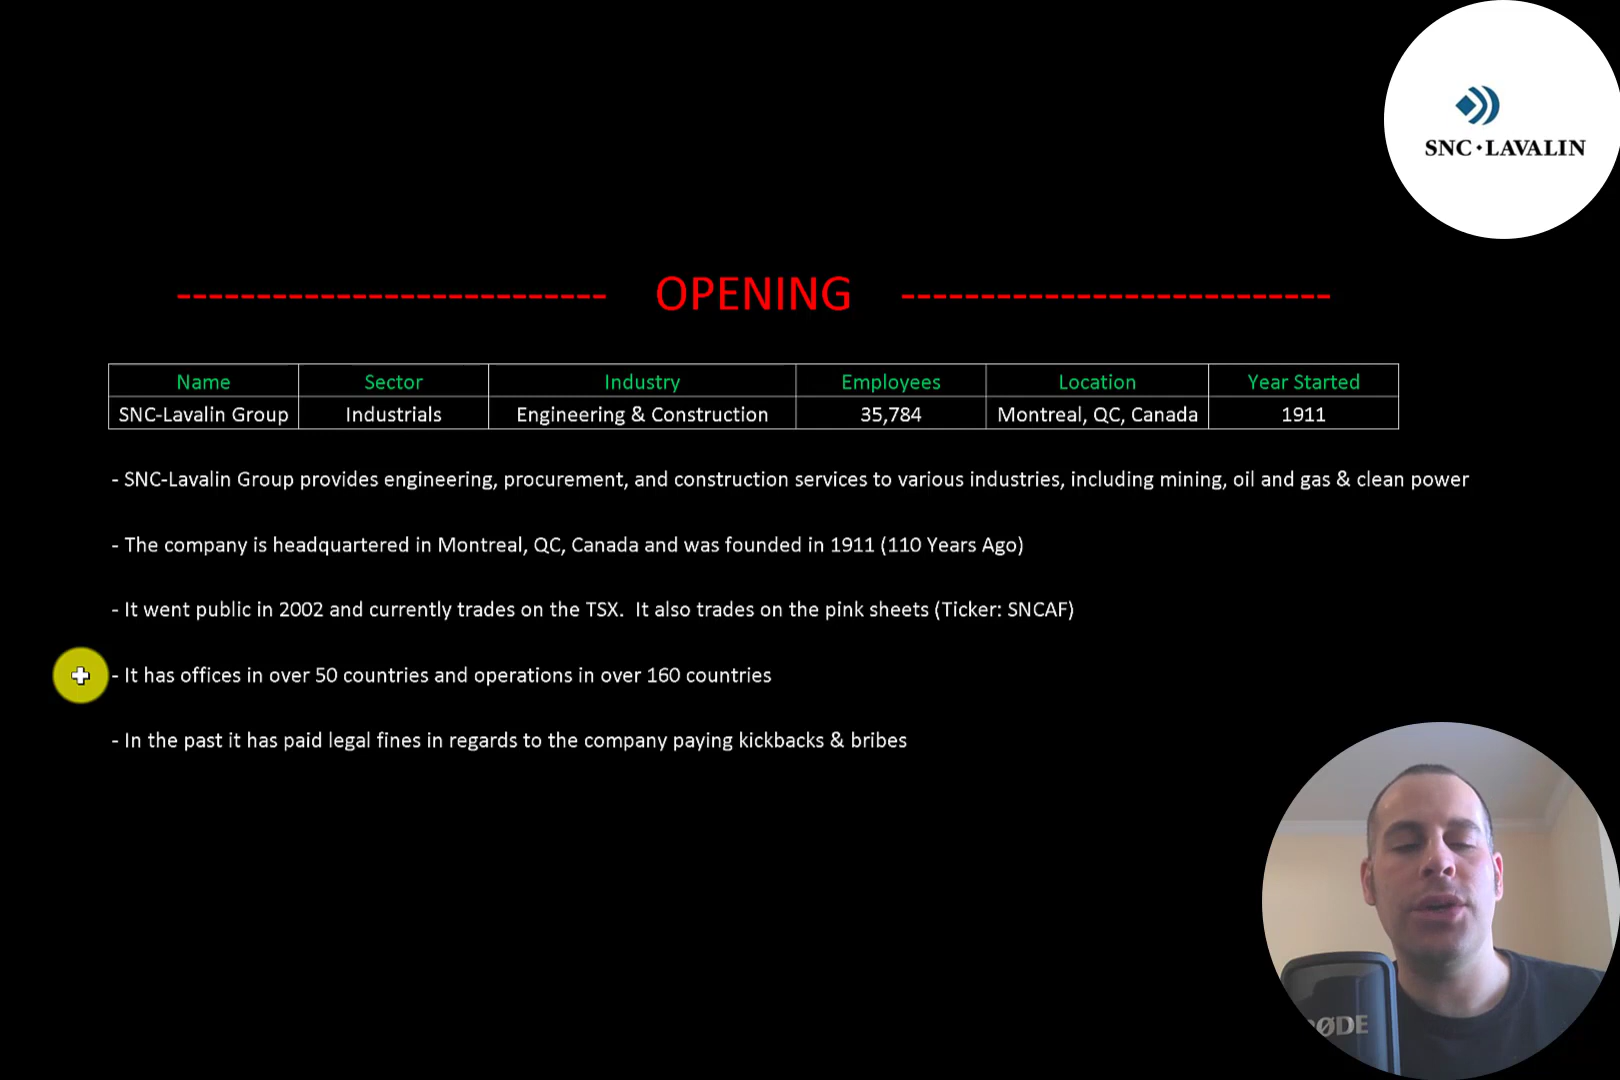 SNC·LAVALIN
-------------------------- OPENING --------------------------
Name Sector Industry Employees Location Year Started
SNC-Lavalin Group Industrials Engineering & Construction 35,784 Montreal, QC, Canada 1911
- SNC-Lavalin Group provides engineering, procurement, and construction services to various industries, including mining, oil and gas & clean power
- The company is headquartered in Montreal, QC, Canada and was founded in 1911 (110 Years Ago)
- It went public in 2002 and currently trades on the TSX.  It also trades on the pink sheets (Ticker: SNCAF)
- It has offices in over 50 countries and operations in over 160 countries
- In the past it has paid legal fines in regards to the company paying kickbacks & bribes
RØDE